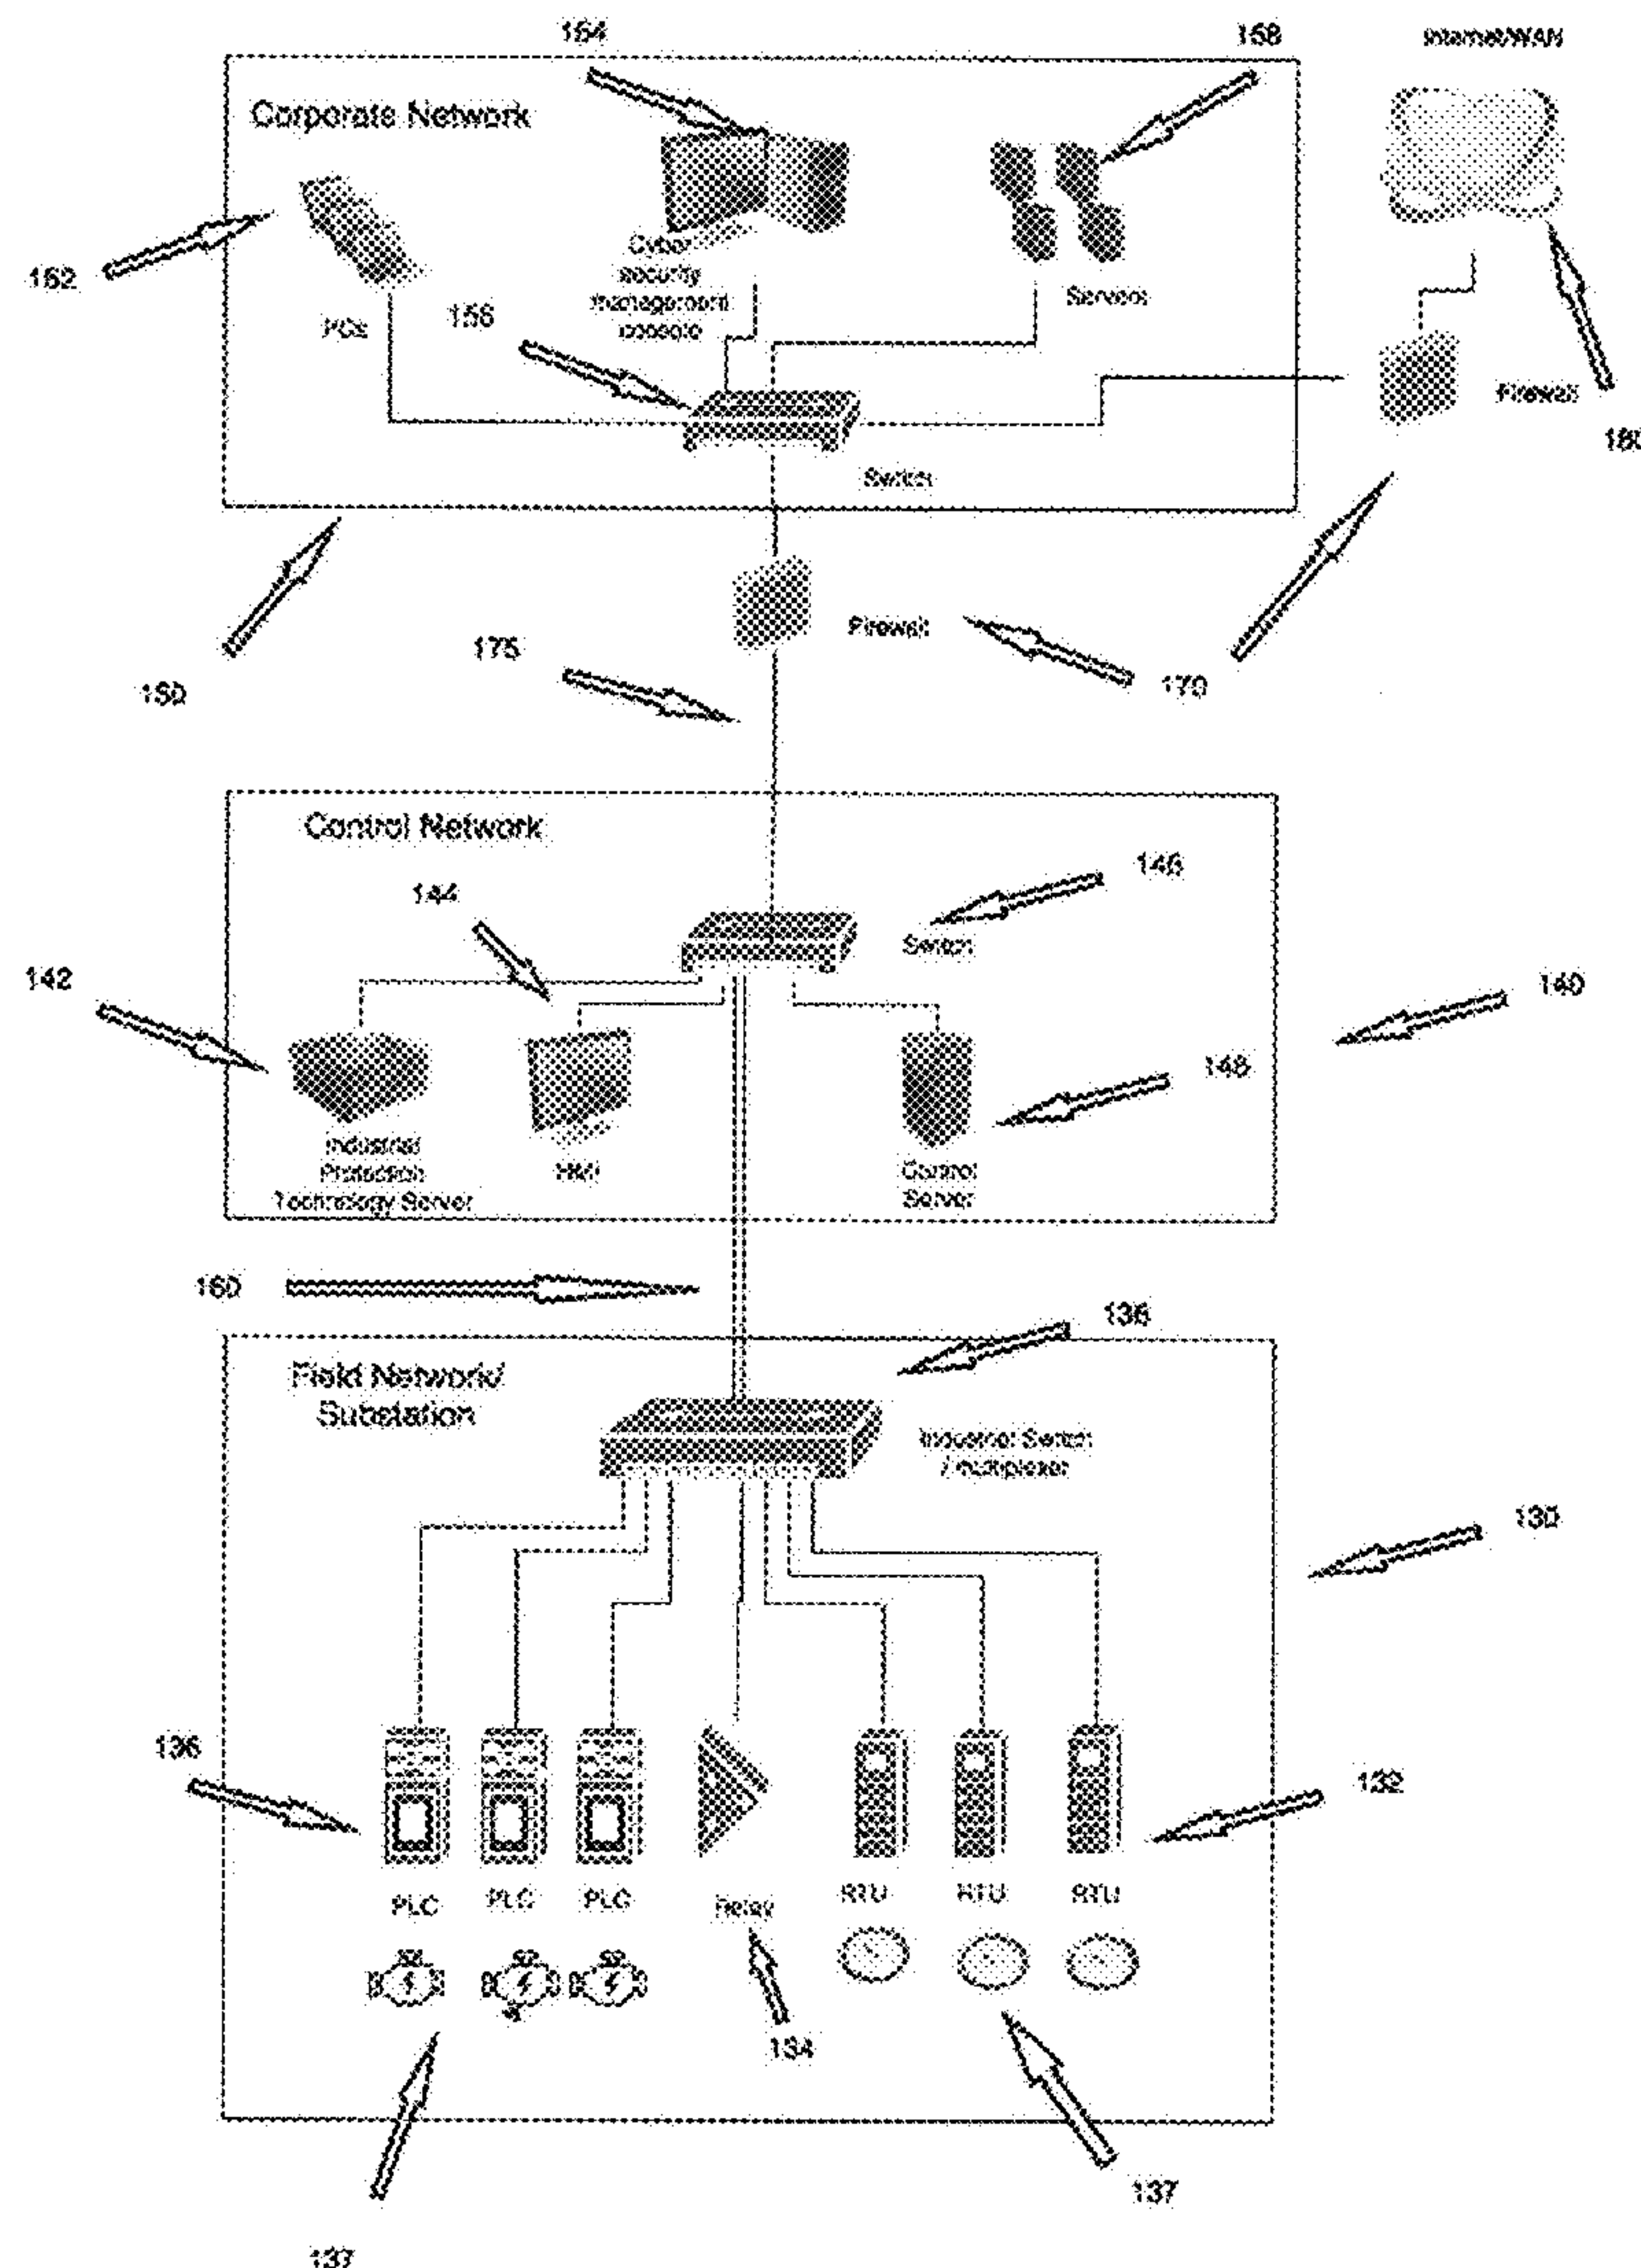 154
158
Internet/WAN
Corporate Network
152
Cyber
security
management
console
Servers
PCs
156
Firewall
180
Switch
Firewall
175
150
170
Control Network
146
144
Switch
142
140
148
Industrial
Protection
Technology Server
HMI
Control
Server
160
136
Field Network/
Substation
Industrial Switch
/ multiplexer
130
136
132
PLC
PLC
PLC
Relay
RTU
RTU
RTU
134
137
137